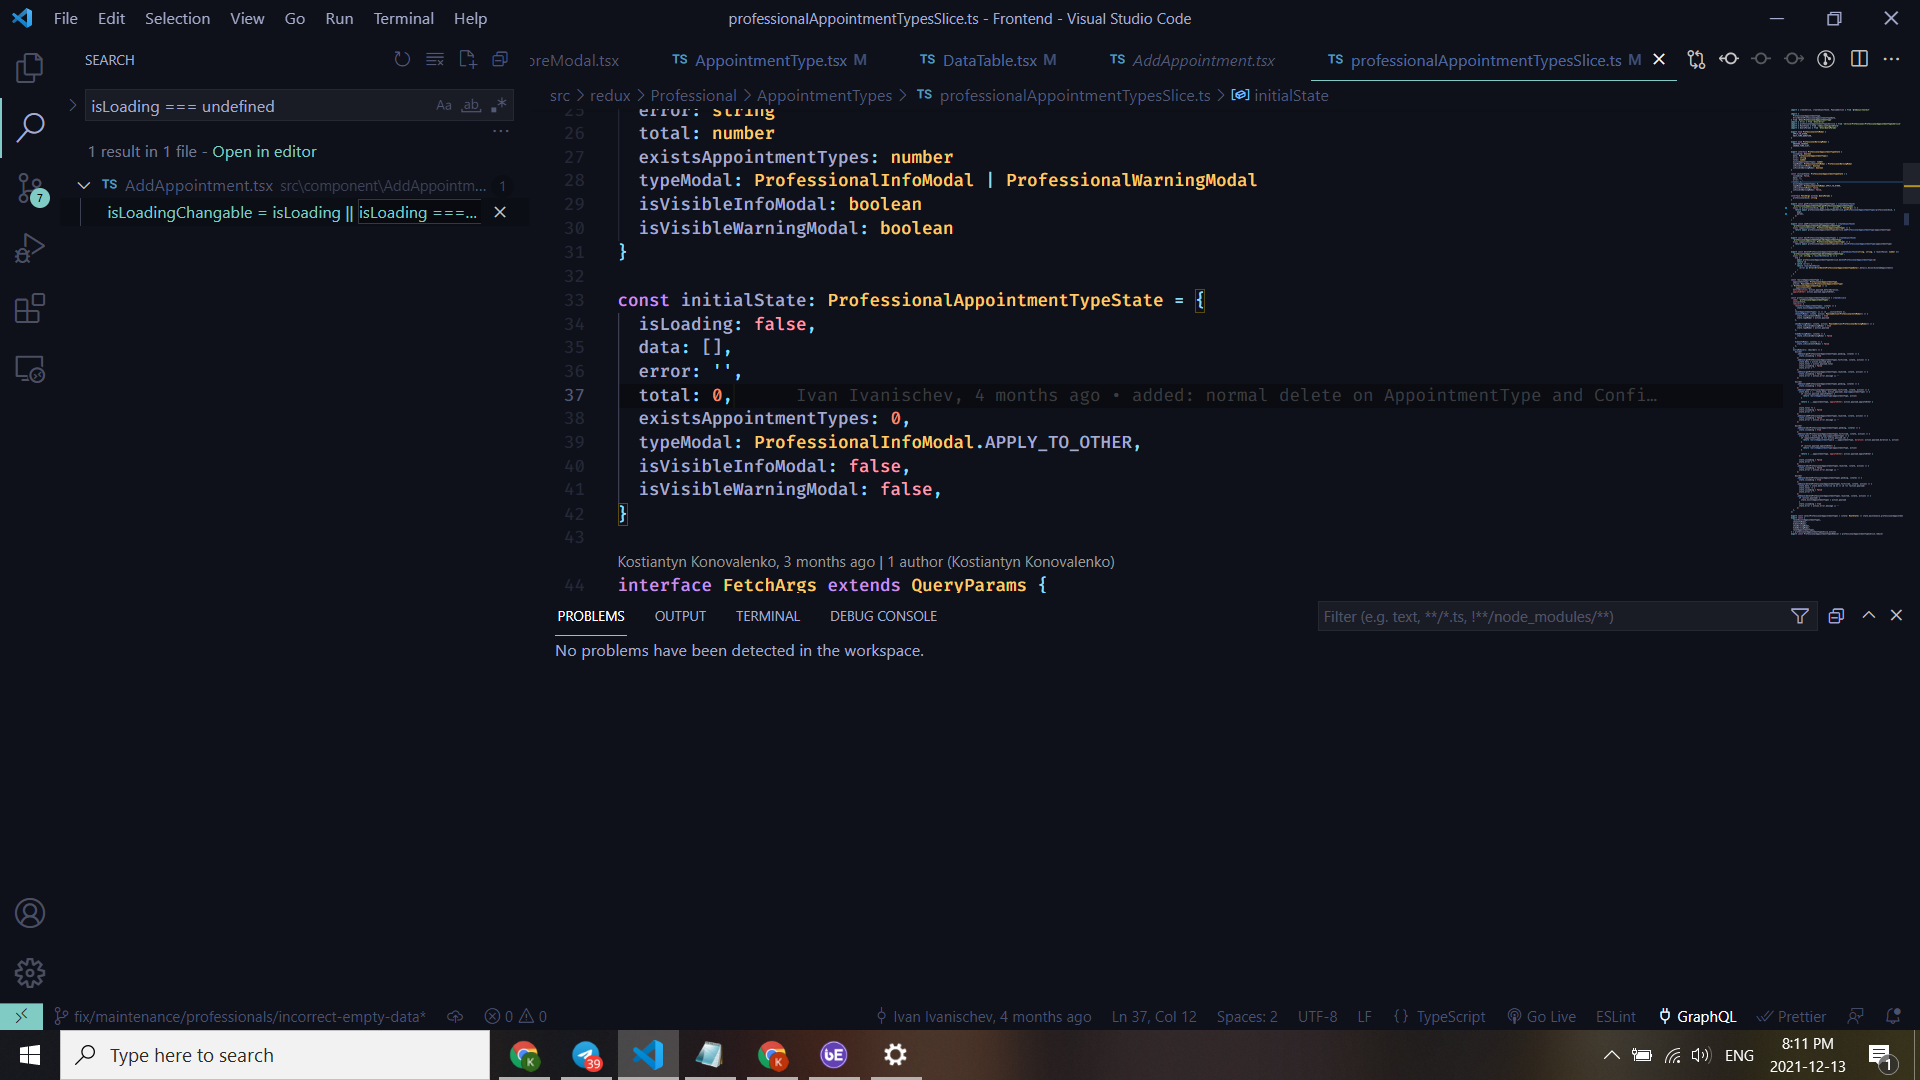 File Edit Selection View Go Run Terminal Help
professionalAppointmentTypesSlice.ts - Frontend - Visual Studio Code
SEARCH
isLoading === undefined
Aa ab .*
1 result in 1 file - Open in editor
TS AddAppointment.tsx src\component\AddAppointm... 1
isLoadingChangable = isLoading || isLoading ===...
7
oreModal.tsx TS AppointmentType.tsx M TS DataTable.tsx M TS AddAppointment.tsx TS professionalAppointmentTypesSlice.ts M
src > redux > Professional > AppointmentTypes > TS professionalAppointmentTypesSlice.ts > initialState
25 error: string
26 total: number
27 existsAppointmentTypes: number
28 typeModal: ProfessionalInfoModal | ProfessionalWarningModal
29 isVisibleInfoModal: boolean
30 isVisibleWarningModal: boolean
31 }
32
33 const initialState: ProfessionalAppointmentTypeState = {
34 isLoading: false,
35 data: [],
36 error: '',
37 total: 0, Ivan Ivanischev, 4 months ago • added: normal delete on AppointmentType and Confi…
38 existsAppointmentTypes: 0,
39 typeModal: ProfessionalInfoModal.APPLY_TO_OTHER,
40 isVisibleInfoModal: false,
41 isVisibleWarningModal: false,
42 }
43
Kostiantyn Konovalenko, 3 months ago | 1 author (Kostiantyn Konovalenko)
44 interface FetchArgs extends QueryParams {
PROBLEMS OUTPUT TERMINAL DEBUG CONSOLE
Filter (e.g. text, **/*.ts, !**/node_modules/**)
No problems have been detected in the workspace.
fix/maintenance/professionals/incorrect-empty-data* 0 0
Ivan Ivanischev, 4 months ago Ln 37, Col 12 Spaces: 2 UTF-8 LF {} TypeScript Go Live ESLint GraphQL Prettier
Type here to search
K
39
K
bE
ENG
8:11 PM
2021-12-13
1